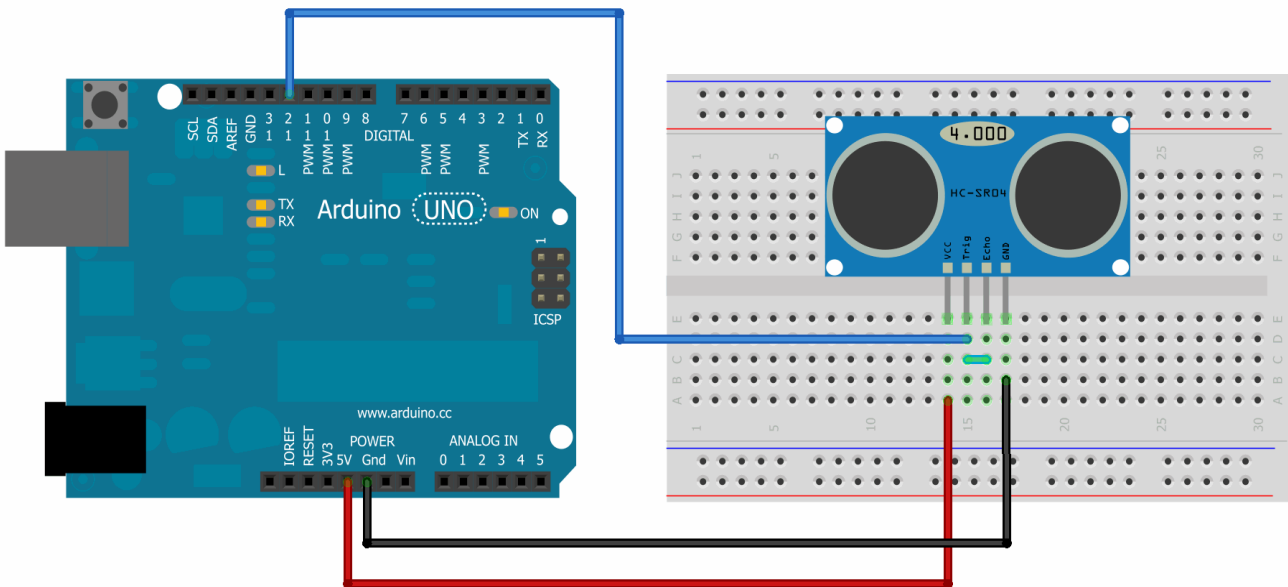 SCL
SDA
AREF
GND
13
12
PWM 11
PWM 10
PWM 9
8
7
PWM 6
PWM 5
4
PWM 3
2
TX 1
RX 0
DIGITAL
L
TX
RX
Arduino UNO
ON
1
ICSP
www.arduino.cc
POWER
ANALOG IN
IOREF
RESET
3V3
5V Gnd Vin
0 1 2 3 4 5
4.000
HC-SR04
VCC
Trig
Echo
GND
1 5 25 30
J J
I I
H H
G G
F F
E E
D D
C C
B B
A A
1 10 15 20 30